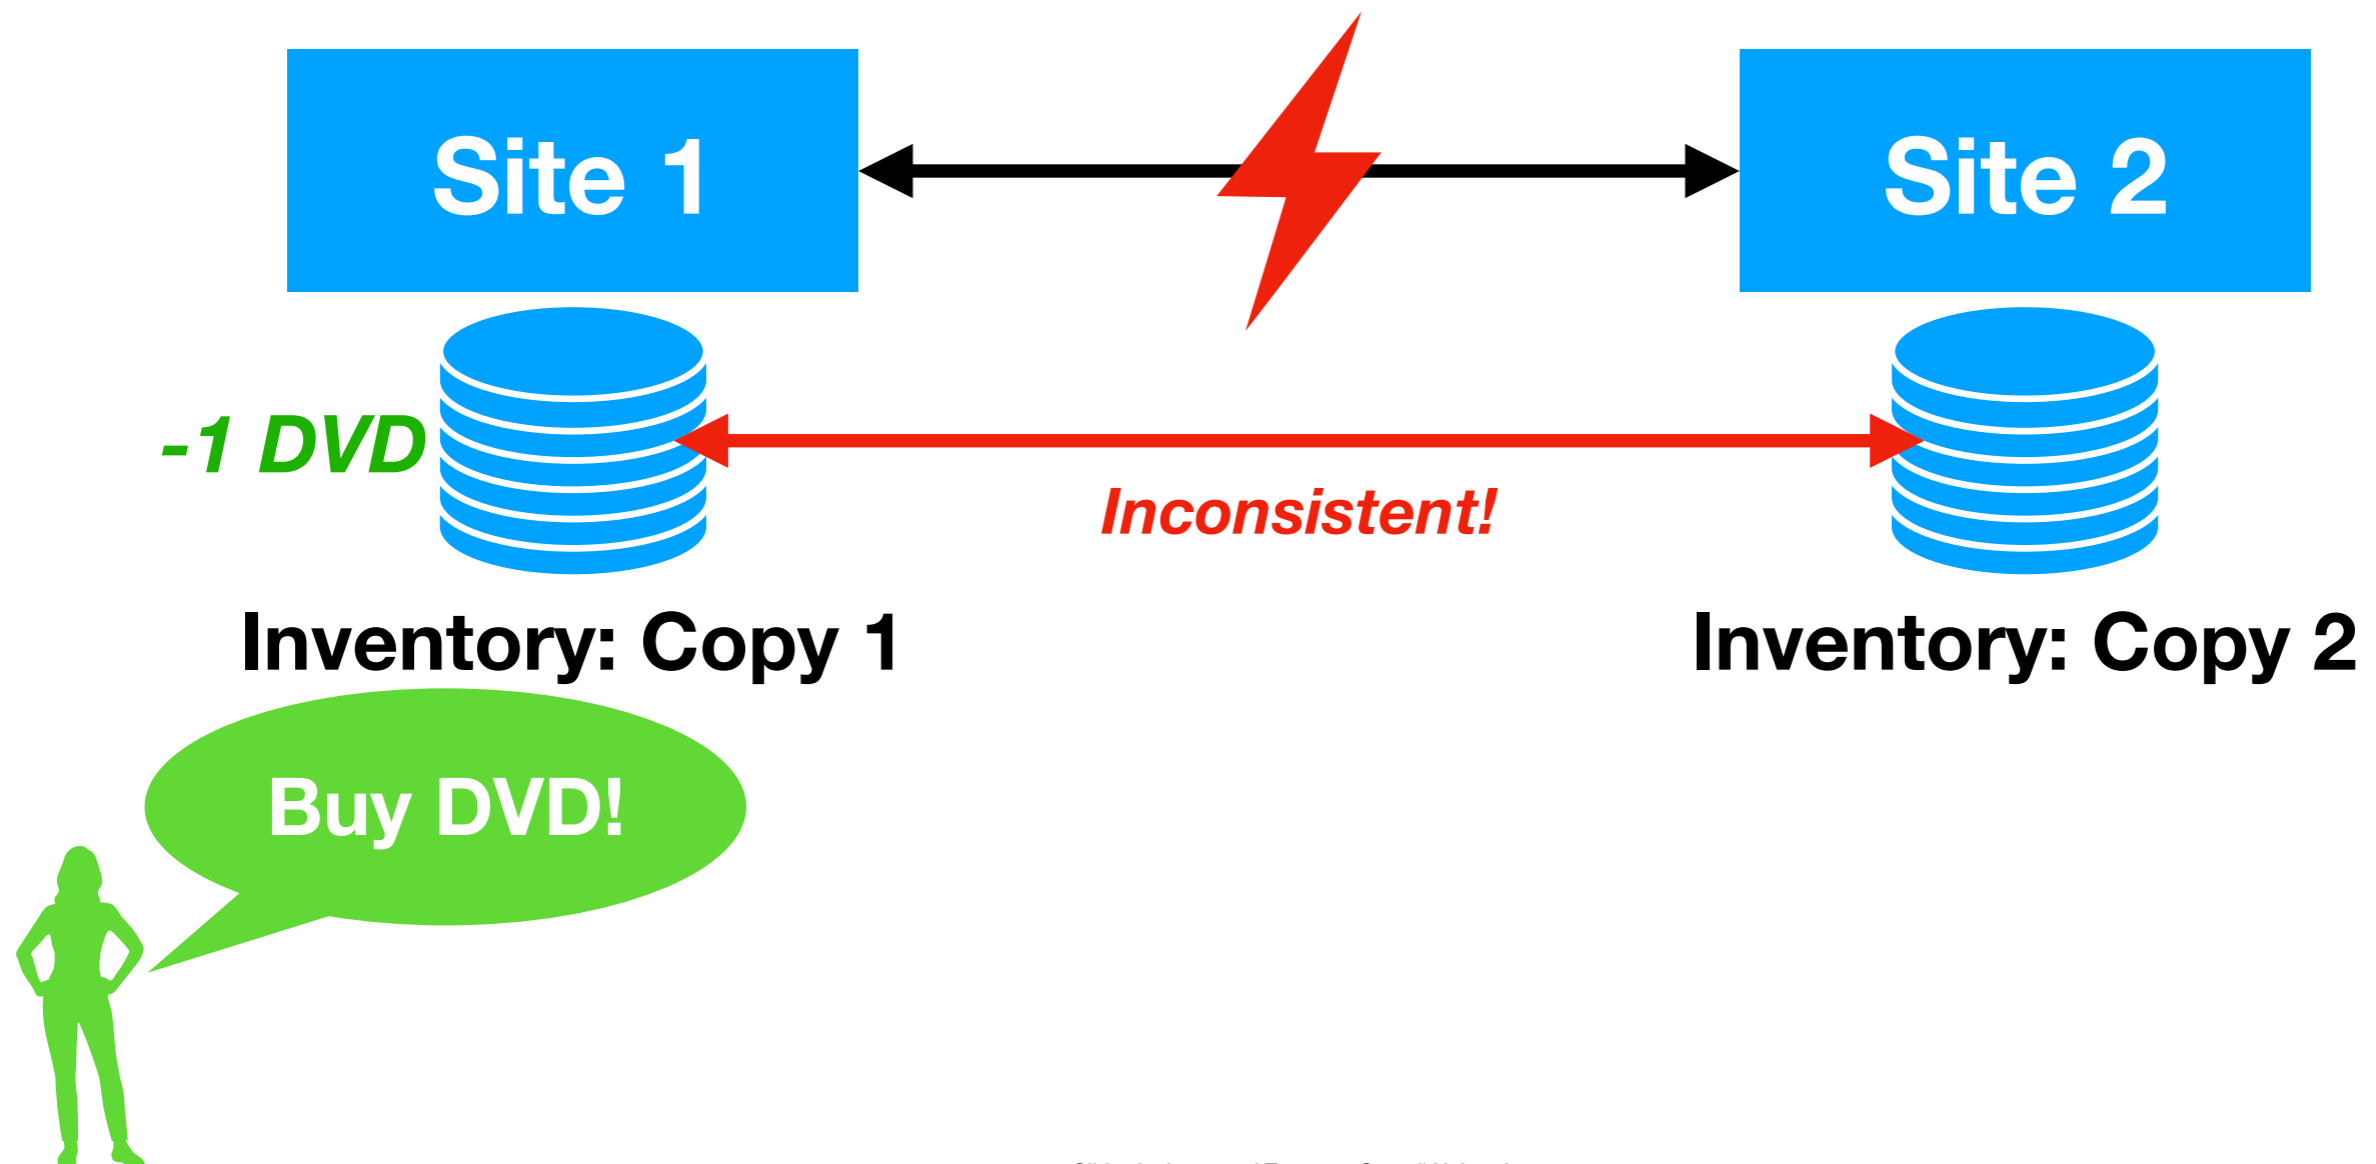 Site 1
Site 2
-1 DVD
Inconsistent!
Inventory: Copy 1
Inventory: Copy 2
Buy DVD!